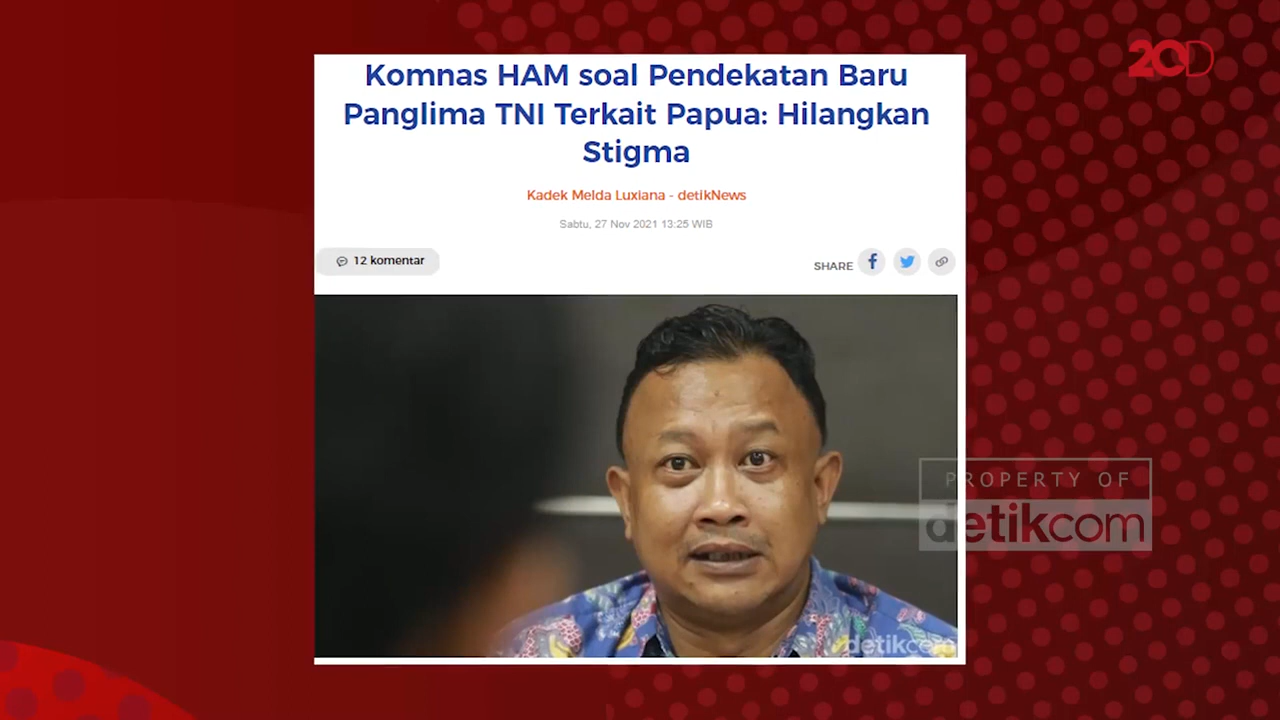 20D
Komnas HAM soal Pendekatan Baru
Panglima TNI Terkait Papua: Hilangkan
Stigma
Kadek Melda Luxiana - detikNews
Sabtu, 27 Nov 2021 13:25 WIB
12 komentar
SHARE
PROPERTY OF
detikcom
detikcom